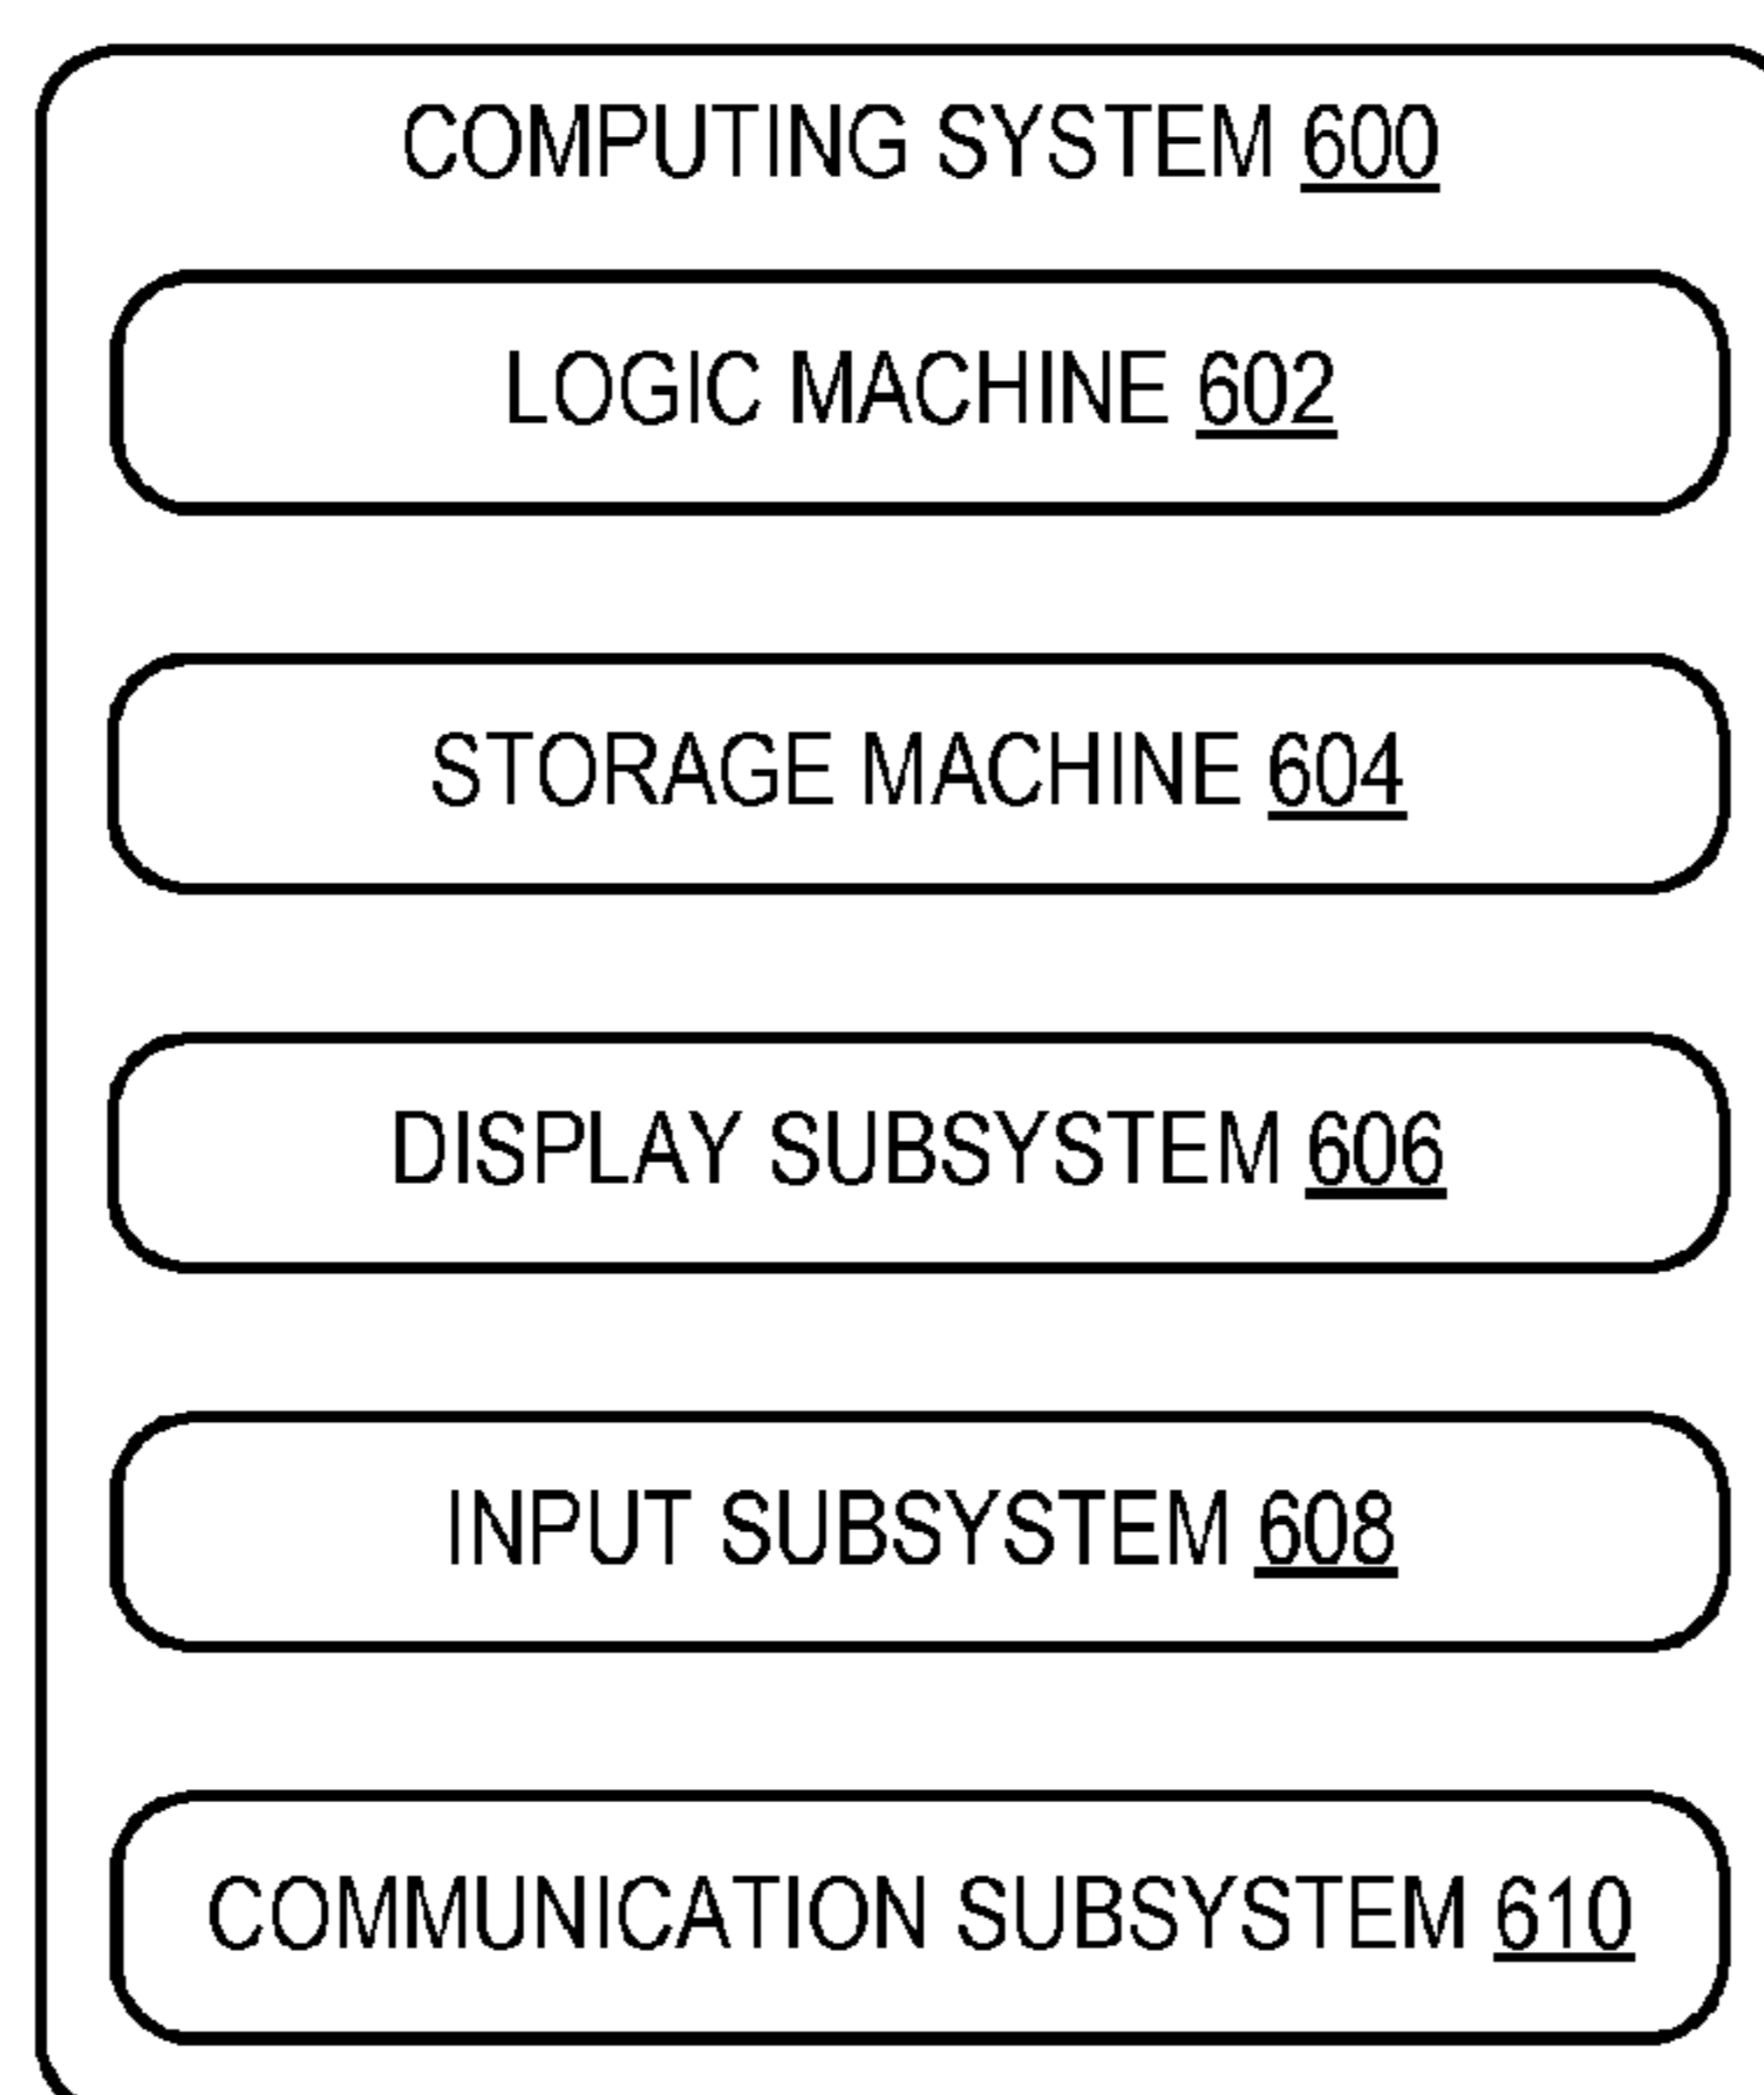 COMPUTING SYSTEM 600
LOGIC MACHINE 602
STORAGE MACHINE 604
DISPLAY SUBSYSTEM 606
INPUT SUBSYSTEM 608
COMMUNICATION SUBSYSTEM 610